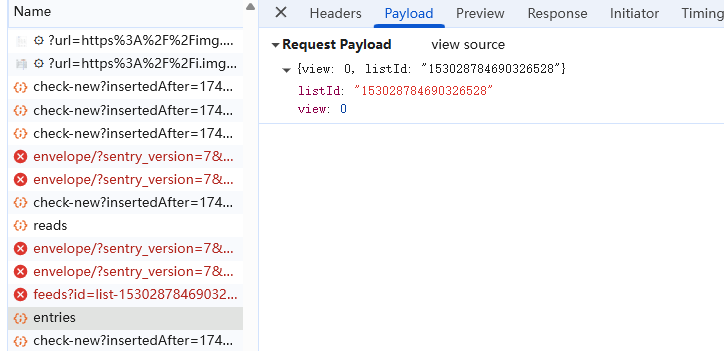 Name
?url=https%3A%2F%2Fimg....
?url=https%3A%2F%2Fi.img...
check-new?insertedAfter=174...
check-new?insertedAfter=174...
check-new?insertedAfter=174...
envelope/?sentry_version=7&...
envelope/?sentry_version=7&...
check-new?insertedAfter=174...
reads
envelope/?sentry_version=7&...
envelope/?sentry_version=7&...
feeds?id=list-15302878469032...
entries
check-new?insertedAfter=174...
Headers Payload Preview Response Initiator Timing
Request Payload view source
{view: 0, listId: "153028784690326528"}
listId: "153028784690326528"
view: 0